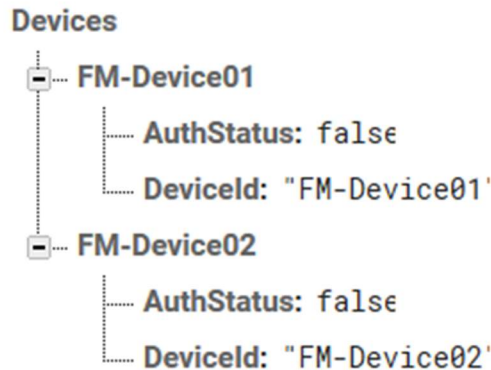 Devices
FM-Device01
AuthStatus: false
DeviceId: "FM-Device01"
FM-Device02
AuthStatus: false
DeviceId: "FM-Device02"